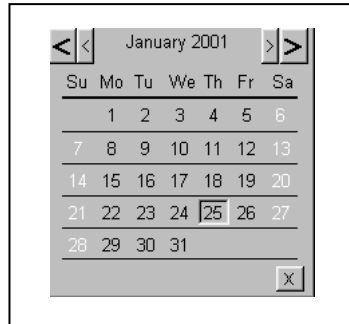 < < January 2001 > >
Su Mo Tu We Th Fr Sa
1 2 3 4 5 6
7 8 9 10 11 12 13
14 15 16 17 18 19 20
21 22 23 24 25 26 27
28 29 30 31
X